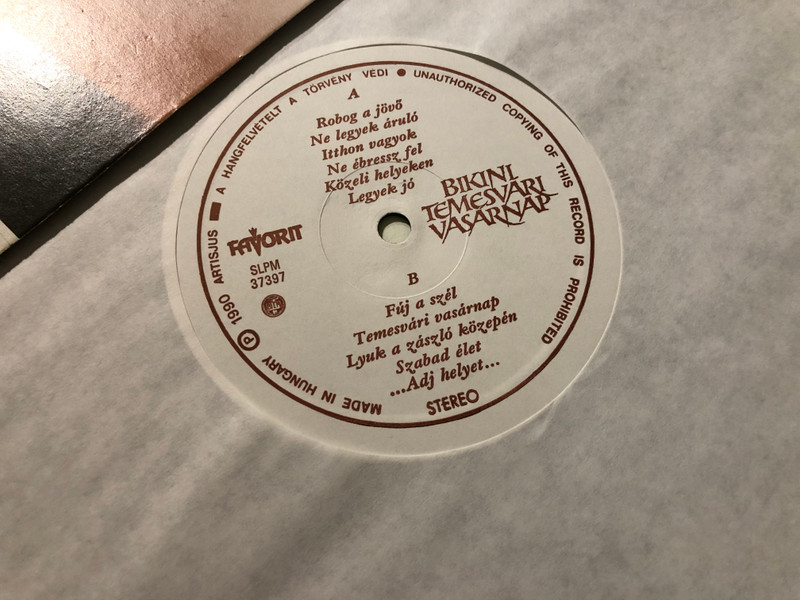 A HANGFELVÉTELT A TÖRVÉNY VÉDI ● UNAUTHORIZED COPYING OF THIS RECORD IS PROHIBITED
A
Robog a jövő
Ne legyek áruló
Itthon vagyok
Ne ébressz fel
Közeli helyeken
Legyek jó
BIKINI
TEMESVÁRI
VASÁRNAP
FAVORIT
SLPM
37397
B
Fúj a szél
Temesvári vasárnap
Lyuk a zászló közepén
Szabad élet
...Adj helyet...
STEREO
MADE IN HUNGARY Ⓟ 1990 ARTISJUS